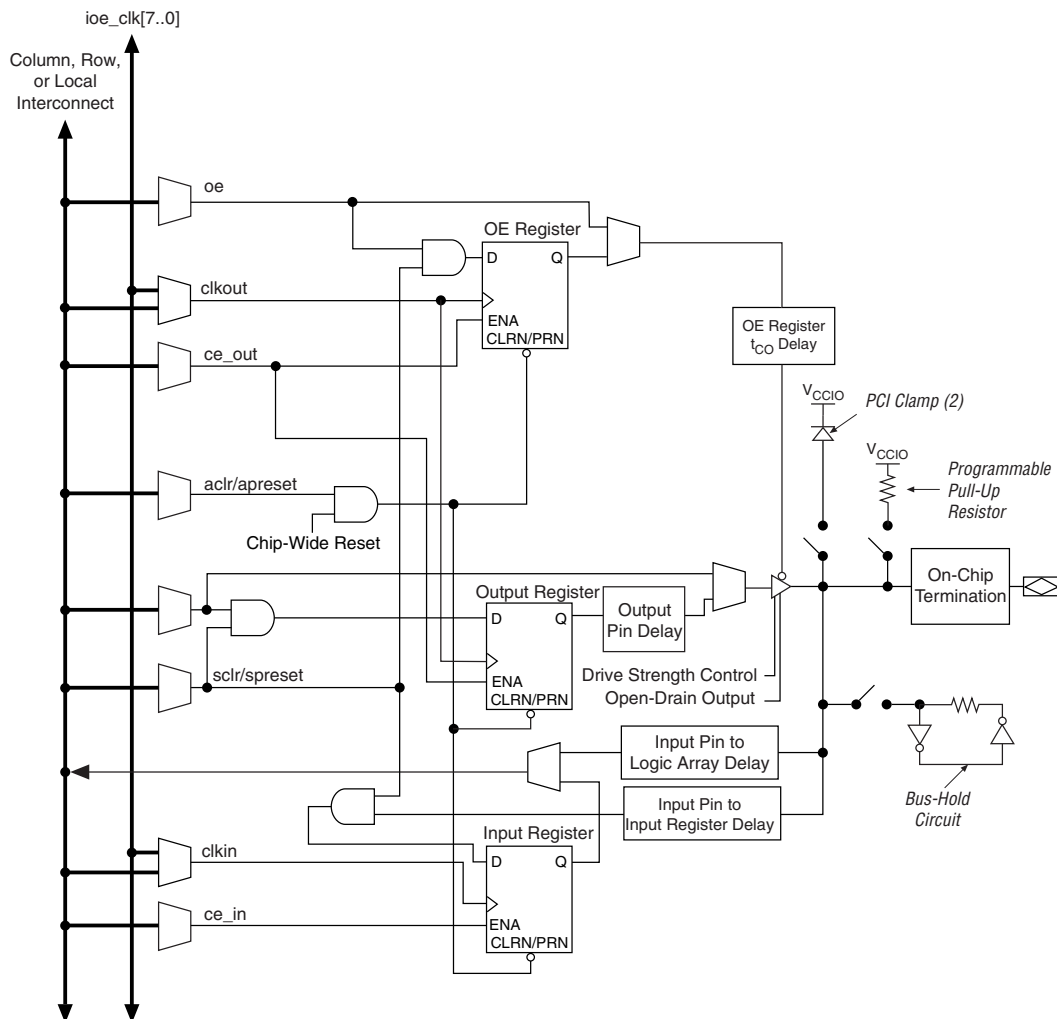 ioe_clk[7..0]
Column, Row,
or Local
Interconnect
oe
OE Register
D
Q
clkout
ENA
CLRN/PRN
OE Register
tCO Delay
ce_out
VCCIO
PCI Clamp (2)
VCCIO
Programmable
Pull-Up
Resistor
aclr/apreset
Chip-Wide Reset
Output Register
D
Q
Output
Pin Delay
On-Chip
Termination
ENA
CLRN/PRN
sclr/spreset
Drive Strength Control
Open-Drain Output
Input Pin to
Logic Array Delay
Input Pin to
Input Register Delay
Bus-Hold
Circuit
Input Register
D
Q
clkin
ce_in
ENA
CLRN/PRN